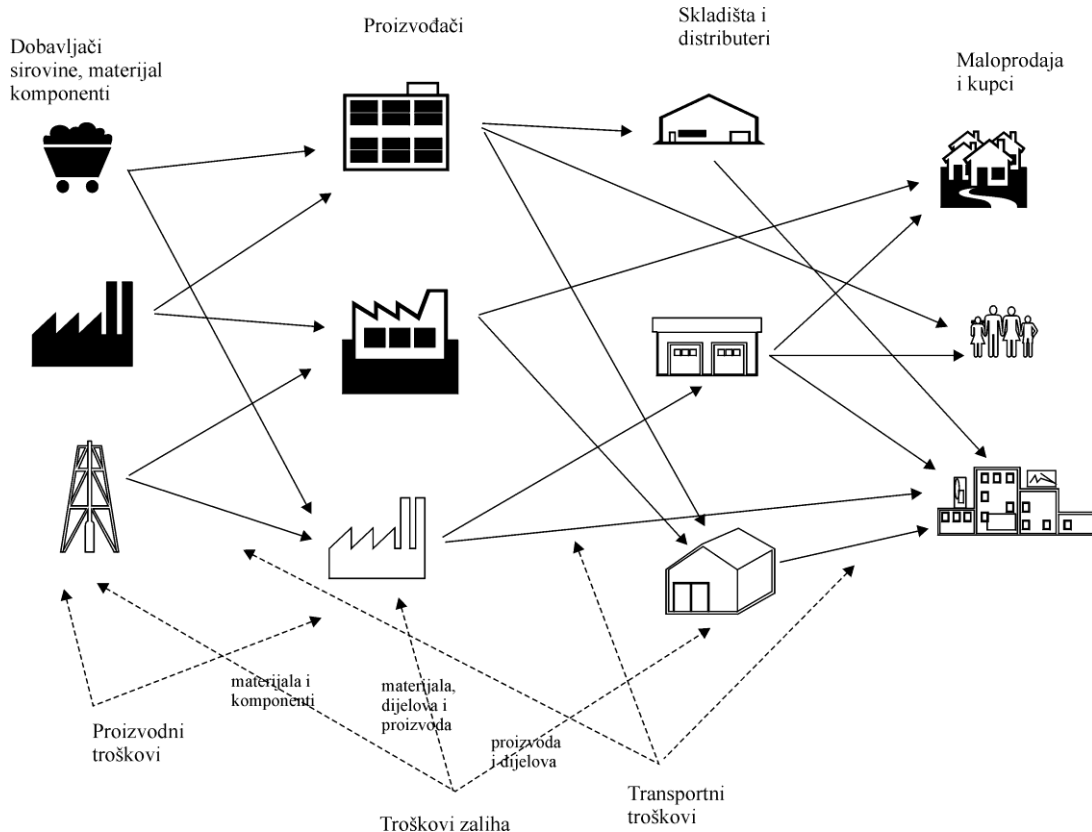 Dobavljači
sirovine, materijal
komponenti
Proizvođači
Skladišta i
distributeri
Maloprodaja
i kupci
materijala i
komponenti
materijala,
dijelova i
proizvoda
proizvoda
i dijelova
Proizvodni
troškovi
Troškovi zaliha
Transportni
troškovi